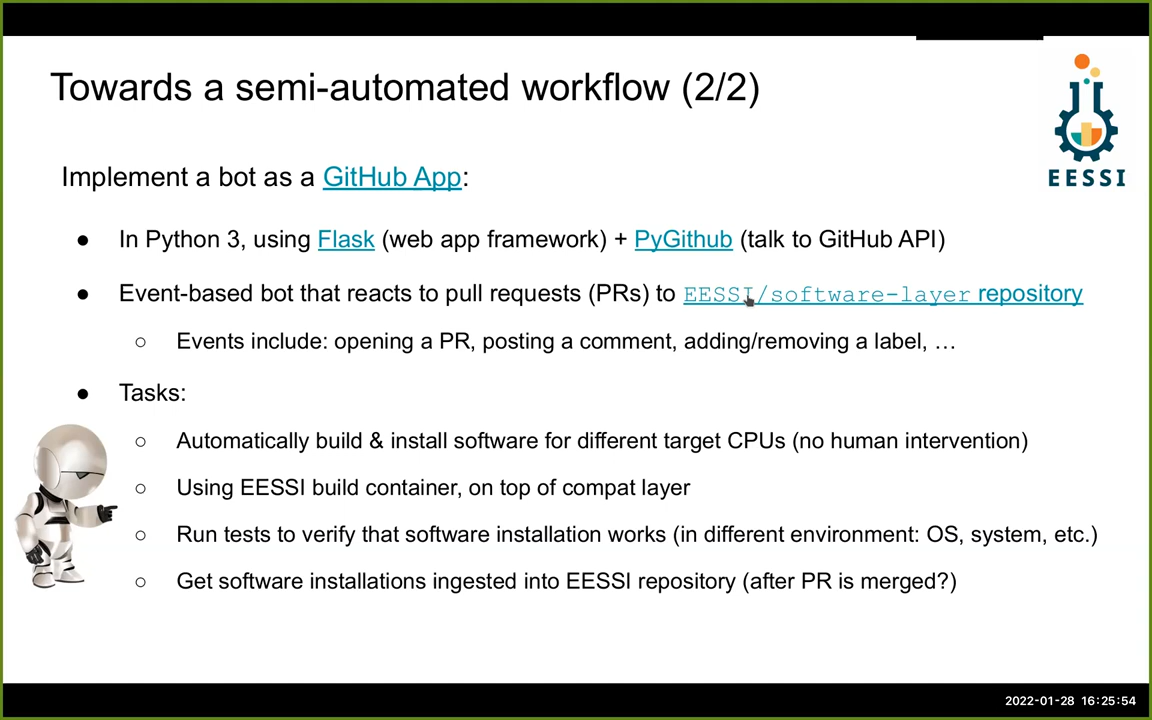 Towards a semi-automated workflow (2/2)
EESSI
Implement a bot as a GitHub App:
● In Python 3, using Flask (web app framework) + PyGithub (talk to GitHub API)
● Event-based bot that reacts to pull requests (PRs) to EESSI/software-layer repository
○ Events include: opening a PR, posting a comment, adding/removing a label, …
● Tasks:
○ Automatically build & install software for different target CPUs (no human intervention)
○ Using EESSI build container, on top of compat layer
○ Run tests to verify that software installation works (in different environment: OS, system, etc.)
○ Get software installations ingested into EESSI repository (after PR is merged?)
2022-01-28 16:25:54